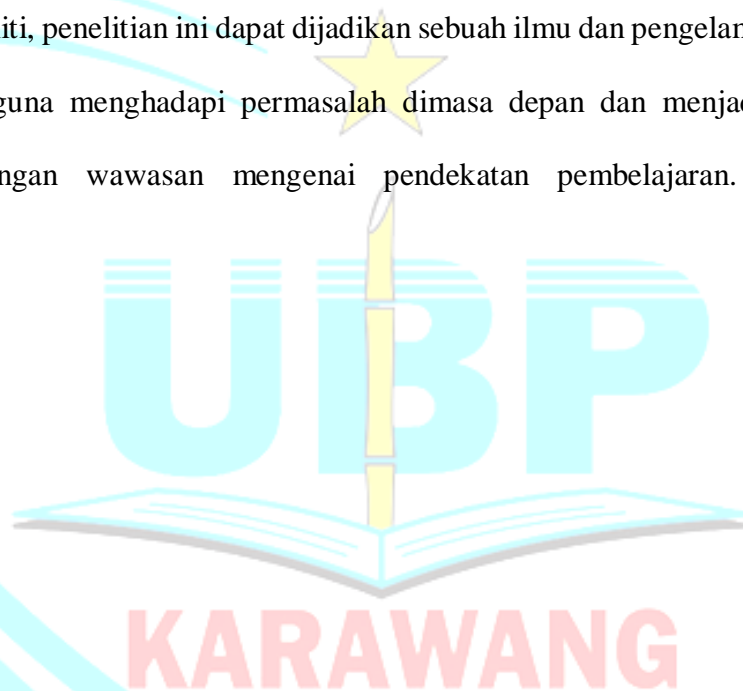 iti, penelitian ini dapat dijadikan sebuah ilmu dan pengelam
guna menghadapi permasalah dimasa depan dan menja
ngan wawasan mengenai pendekatan pembelajaran.
UBP
KARAWANG